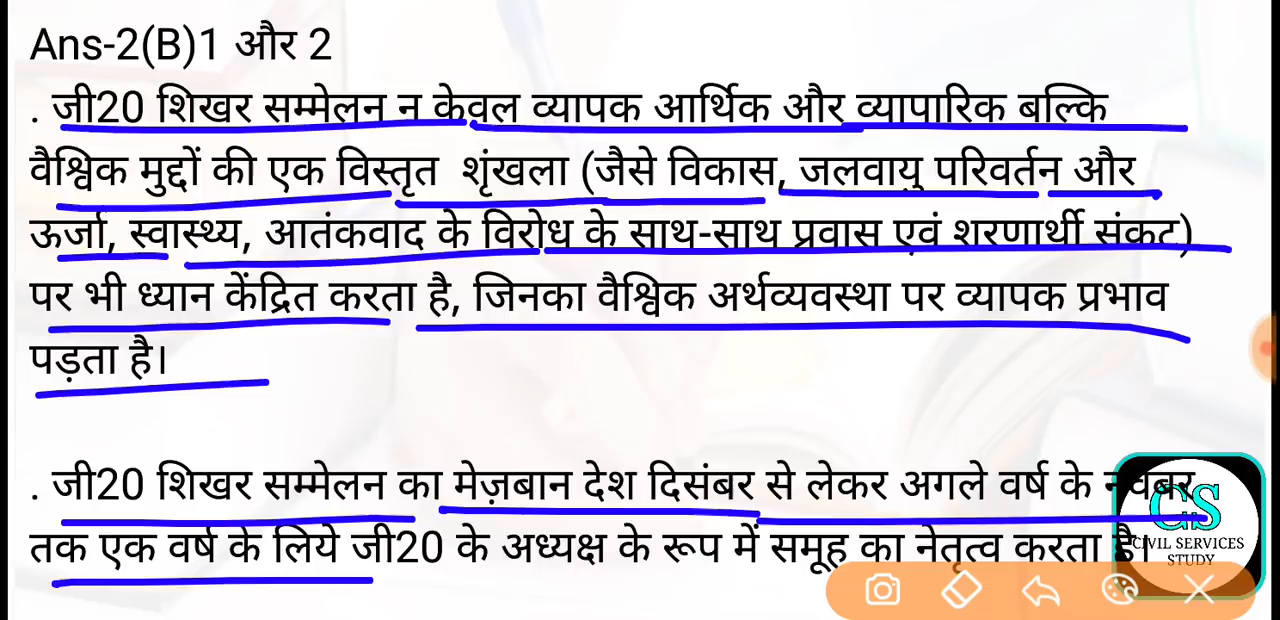 Ans-2(B)1 और 2
. जी20 शिखर सम्मेलन न केवल व्यापक आर्थिक और व्यापारिक बल्कि
वैश्विक मुद्दों की एक विस्तृत शृंखला (जैसे विकास, जलवायु परिवर्तन और
ऊर्जा, स्वास्थ्य, आतंकवाद के विरोध के साथ-साथ प्रवास एवं शरणार्थी संकट)
पर भी ध्यान केंद्रित करता है, जिनका वैश्विक अर्थव्यवस्था पर व्यापक प्रभाव
पड़ता है।
. जी20 शिखर सम्मेलन का मेज़बान देश दिसंबर से लेकर अगले वर्ष के नवंबर
तक एक वर्ष के लिये जी20 के अध्यक्ष के रूप में समूह का नेतृत्व करता है।
CS
CIVIL SERVICES
STUDY